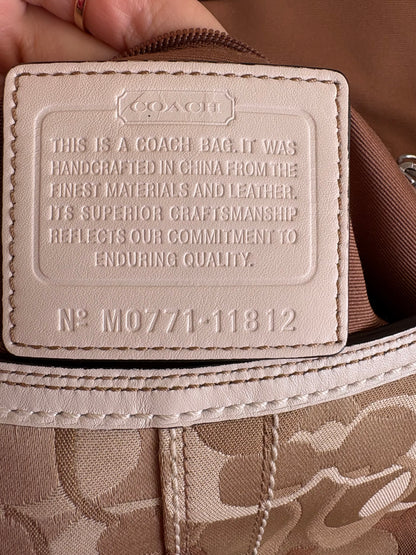 COACH
THIS IS A COACH BAG.IT WAS
HANDCRAFTED IN CHINA FROM THE
FINEST MATERIALS AND LEATHER.
ITS SUPERIOR CRAFTSMANSHIP
REFLECTS OUR COMMITMENT TO
ENDURING QUALITY.
Nº M0771-11812